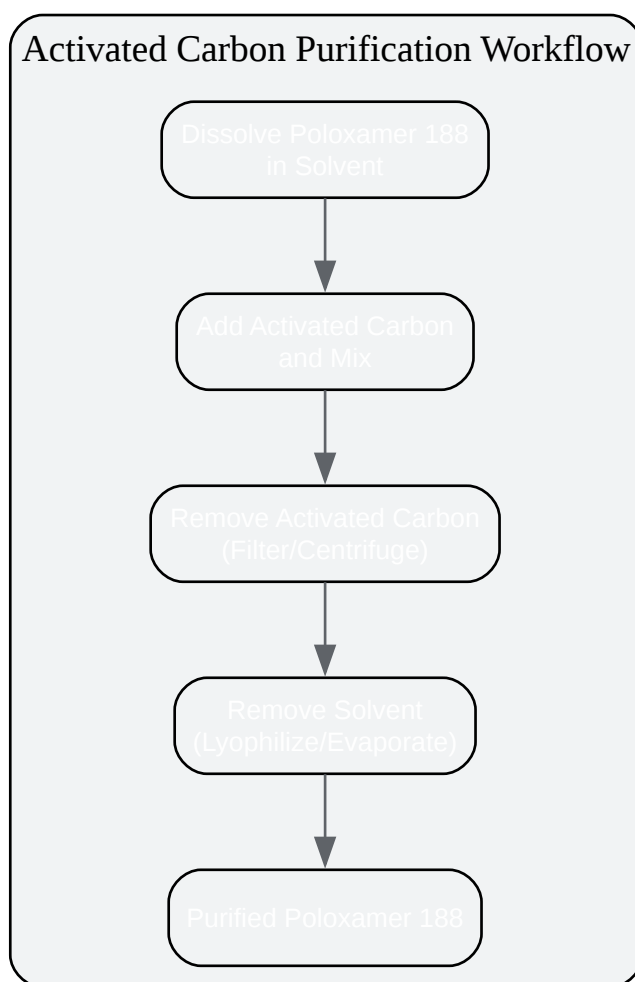 Activated Carbon Purification Workflow
Dissolve Poloxamer 188
in Solvent
Add Activated Carbon
and Mix
Remove Activated Carbon
(Filter/Centrifuge)
Remove Solvent
(Lyophilize/Evaporate)
Purified Poloxamer 188